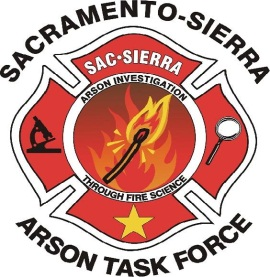 SACRAMENTO-SIERRA
SAC•SIERRA
ARSON INVESTIGATION
THROUGH FIRE SCIENCE
ARSON TASK FORCE